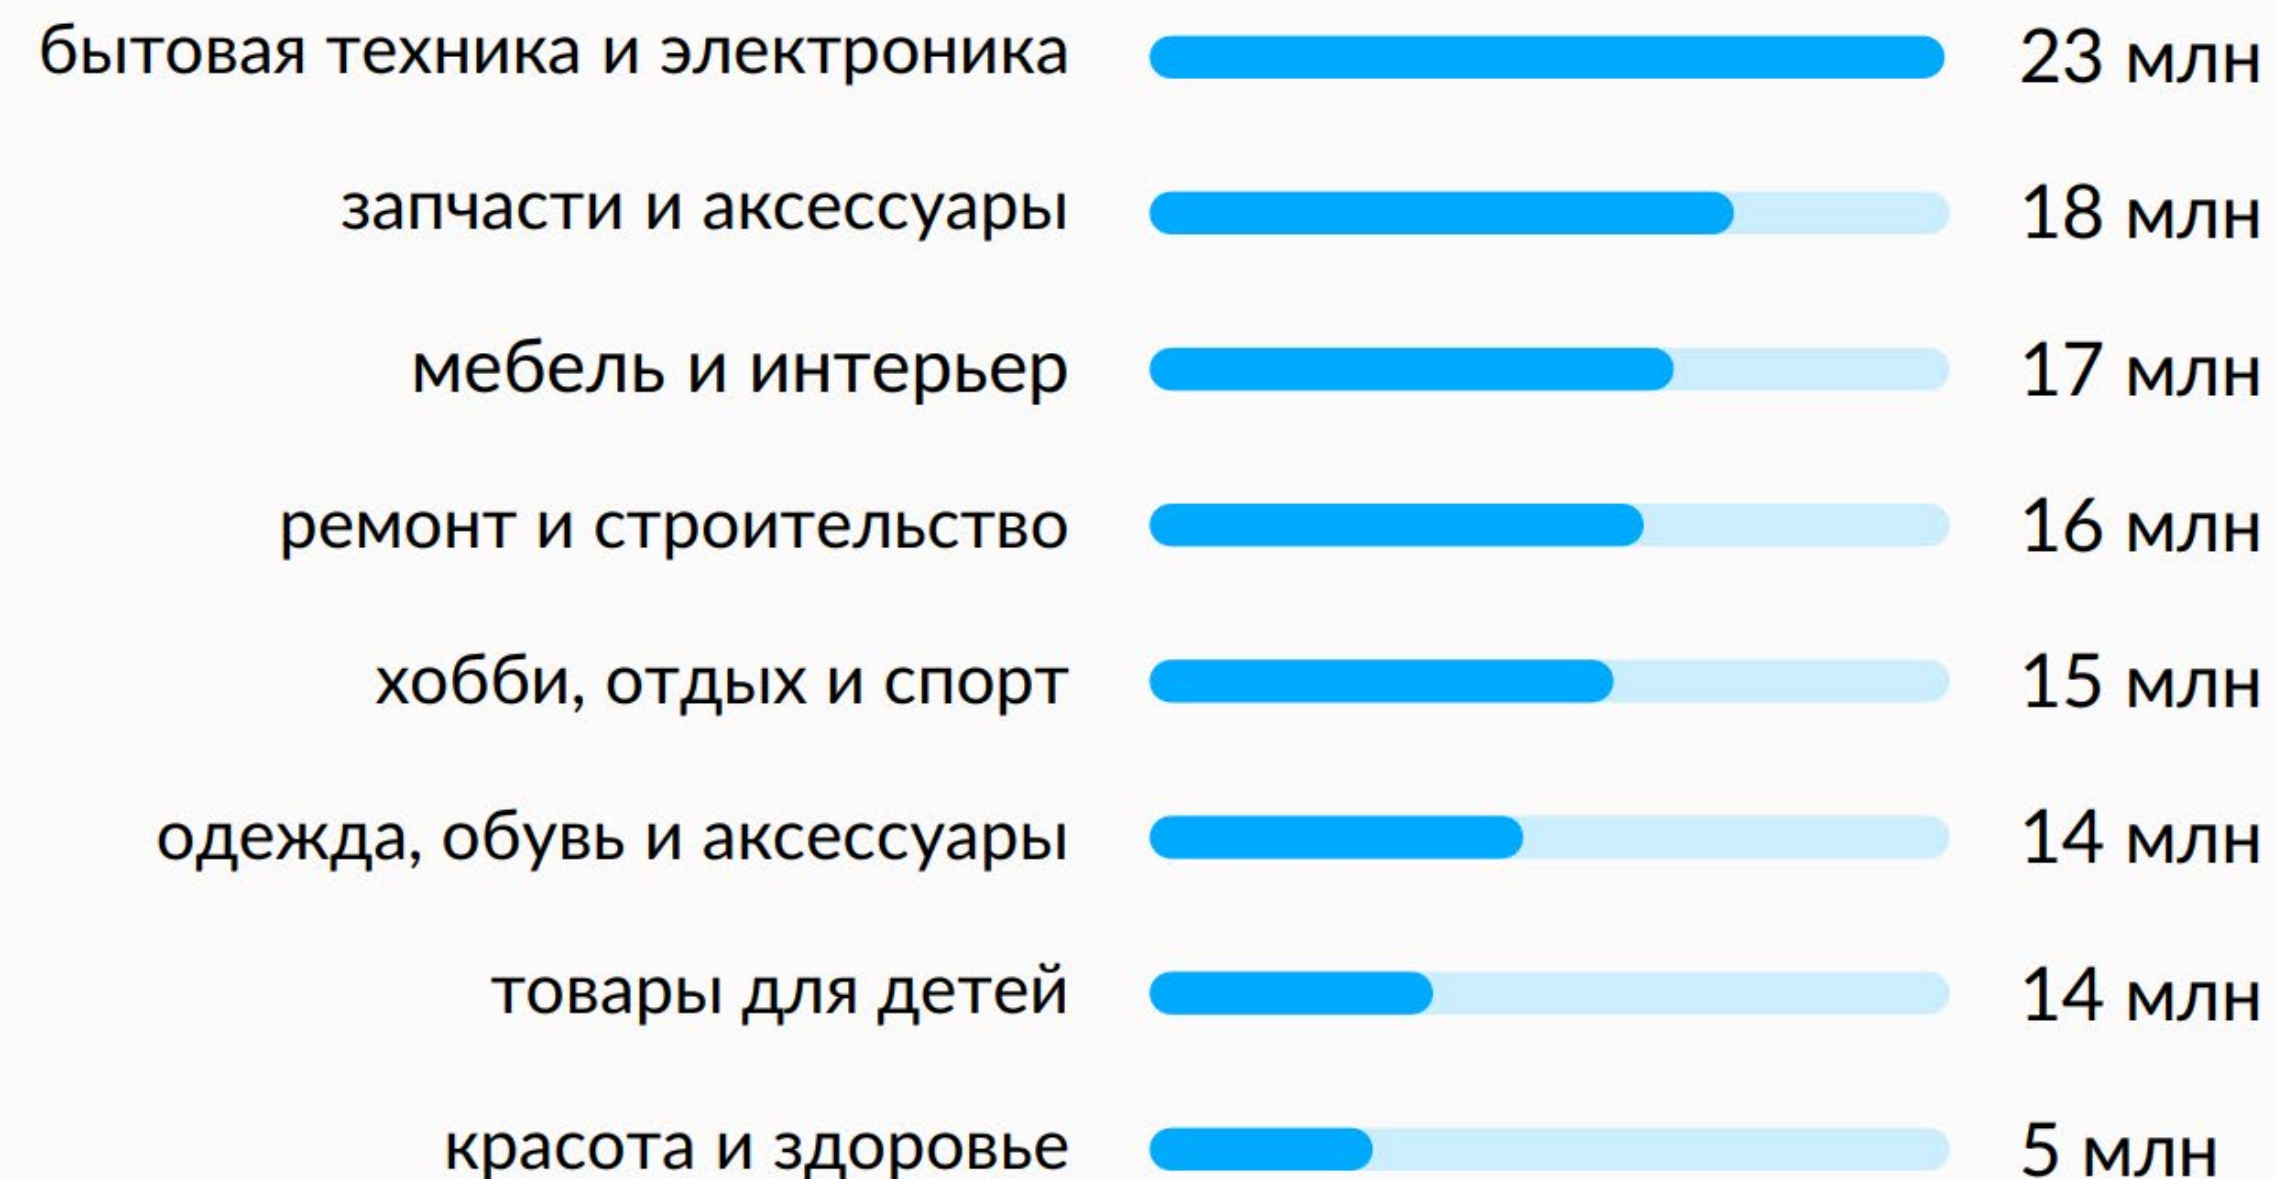 бытовая техника и электроника 23 млн
запчасти и аксессуары 18 млн
мебель и интерьер 17 млн
ремонт и строительство 16 млн
хобби, отдых и спорт 15 млн
одежда, обувь и аксессуары 14 млн
товары для детей 14 млн
красота и здоровье 5 млн